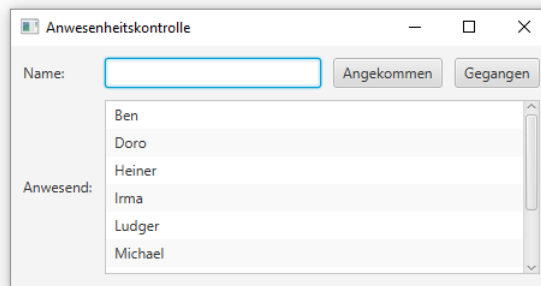 Anwesenheitskontrolle
Name: Angekommen Gegangen
Ben
Doro
Heiner
Anwesend: Irma
Ludger
Michael